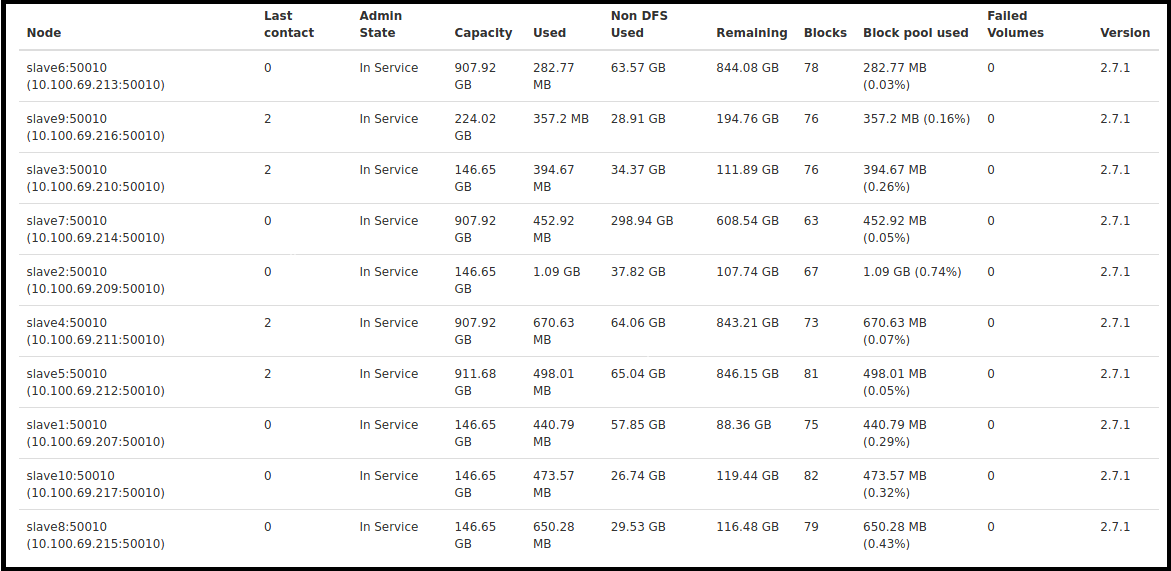 Node Last contact Admin State Capacity Used Non DFS Used Remaining Blocks Block pool used Failed Volumes Version
slave6:50010 (10.100.69.213:50010) 0 In Service 907.92 GB 282.77 MB 63.57 GB 844.08 GB 78 282.77 MB (0.03%) 0 2.7.1
slave9:50010 (10.100.69.216:50010) 2 In Service 224.02 GB 357.2 MB 28.91 GB 194.76 GB 76 357.2 MB (0.16%) 0 2.7.1
slave3:50010 (10.100.69.210:50010) 2 In Service 146.65 GB 394.67 MB 34.37 GB 111.89 GB 76 394.67 MB (0.26%) 0 2.7.1
slave7:50010 (10.100.69.214:50010) 0 In Service 907.92 GB 452.92 MB 298.94 GB 608.54 GB 63 452.92 MB (0.05%) 0 2.7.1
slave2:50010 (10.100.69.209:50010) 0 In Service 146.65 GB 1.09 GB 37.82 GB 107.74 GB 67 1.09 GB (0.74%) 0 2.7.1
slave4:50010 (10.100.69.211:50010) 2 In Service 907.92 GB 670.63 MB 64.06 GB 843.21 GB 73 670.63 MB (0.07%) 0 2.7.1
slave5:50010 (10.100.69.212:50010) 2 In Service 911.68 GB 498.01 MB 65.04 GB 846.15 GB 81 498.01 MB (0.05%) 0 2.7.1
slave1:50010 (10.100.69.207:50010) 0 In Service 146.65 GB 440.79 MB 57.85 GB 88.36 GB 75 440.79 MB (0.29%) 0 2.7.1
slave10:50010 (10.100.69.217:50010) 0 In Service 146.65 GB 473.57 MB 26.74 GB 119.44 GB 82 473.57 MB (0.32%) 0 2.7.1
slave8:50010 (10.100.69.215:50010) 0 In Service 146.65 GB 650.28 MB 29.53 GB 116.48 GB 79 650.28 MB (0.43%) 0 2.7.1